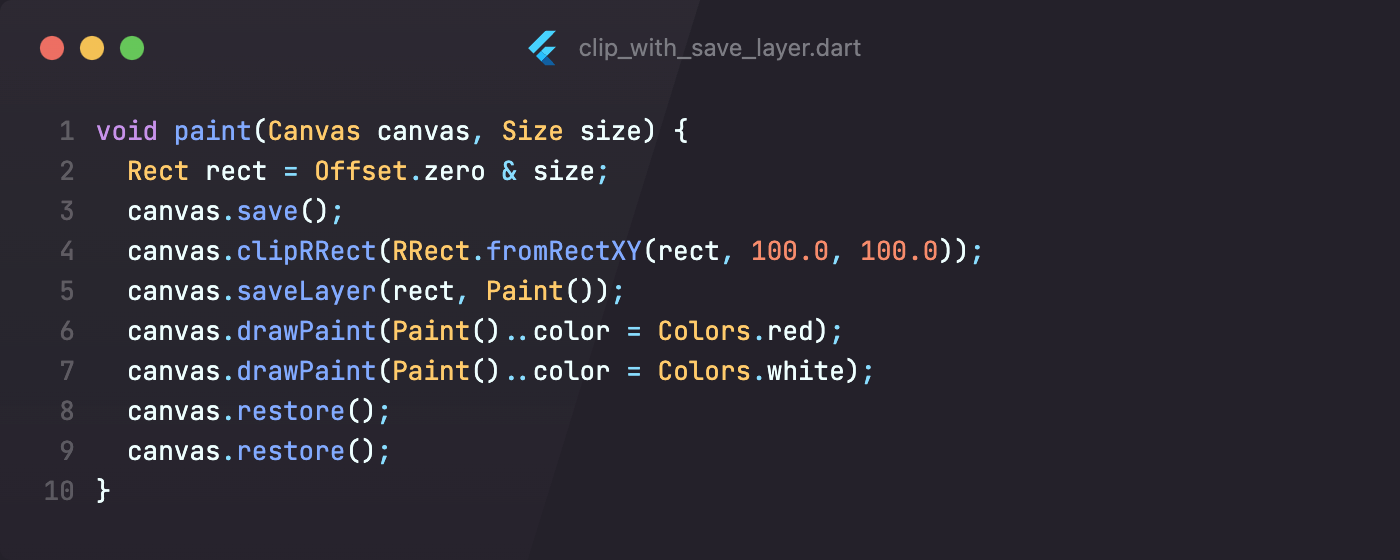 clip_with_save_layer.dart
1 void paint(Canvas canvas, Size size) {
2   Rect rect = Offset.zero & size;
3   canvas.save();
4   canvas.clipRRect(RRect.fromRectXY(rect, 100.0, 100.0));
5   canvas.saveLayer(rect, Paint());
6   canvas.drawPaint(Paint()..color = Colors.red);
7   canvas.drawPaint(Paint()..color = Colors.white);
8   canvas.restore();
9   canvas.restore();
10 }